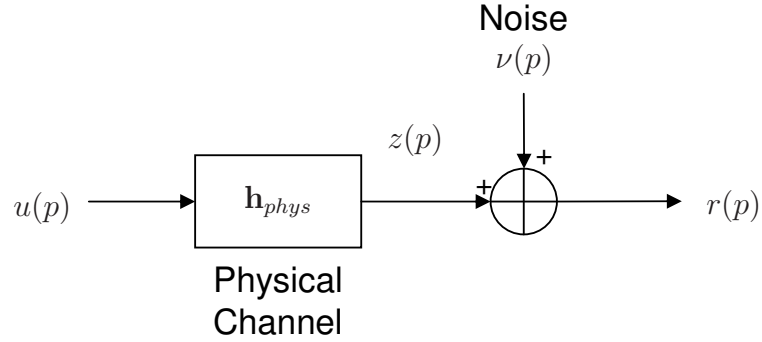 Noise
ν(p)
z(p)
+
+
u(p)
h_phys
r(p)
Physical
Channel